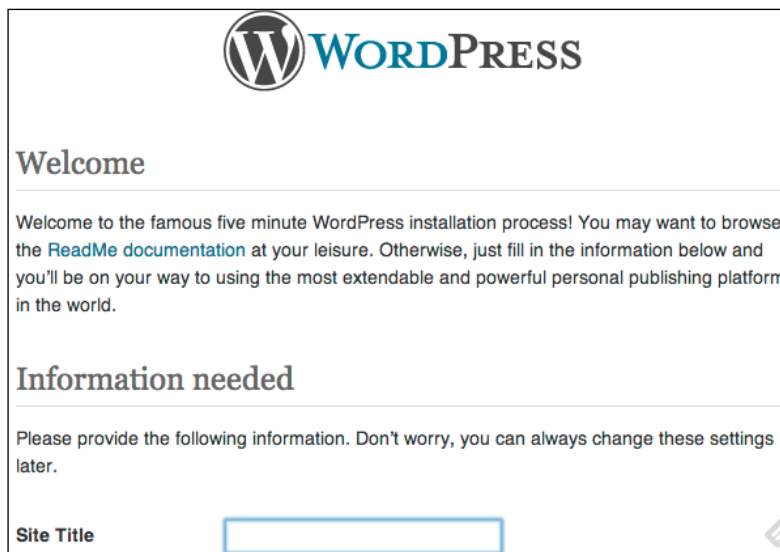 WORDPRESS
Welcome
Welcome to the famous five minute WordPress installation process! You may want to browse
the ReadMe documentation at your leisure. Otherwise, just fill in the information below and
you'll be on your way to using the most extendable and powerful personal publishing platform
in the world.
Information needed
Please provide the following information. Don't worry, you can always change these settings
later.
Site Title